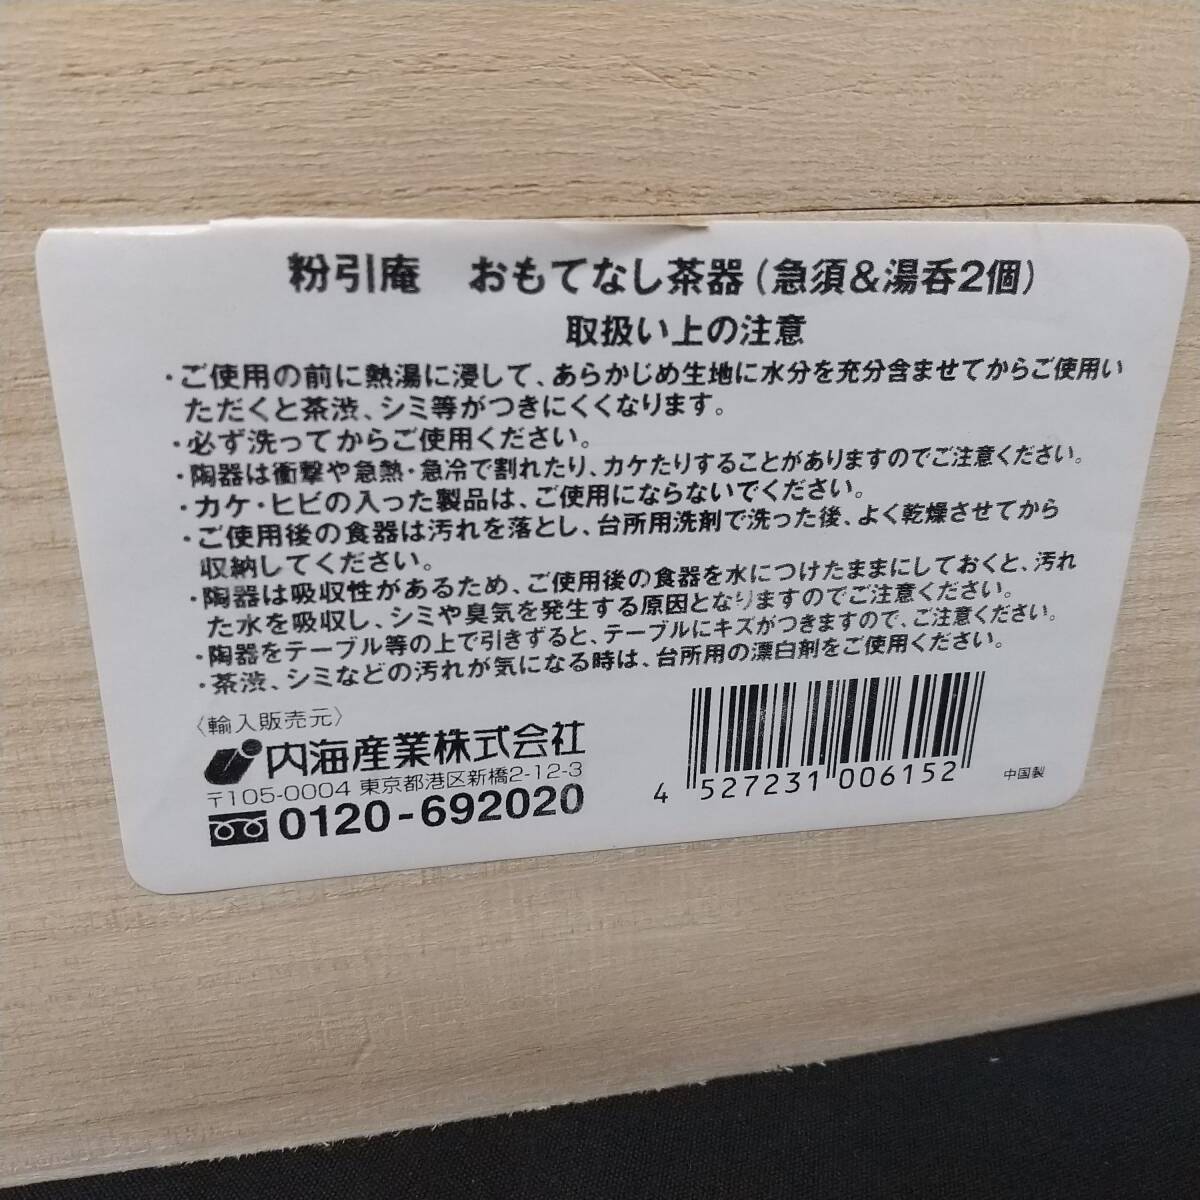 粉引庵　おもてなし茶器(急須&湯呑2個)
取扱い上の注意
・ご使用の前に熱湯に浸して、あらかじめ生地に水分を充分含ませてからご使用い
ただくと茶渋、シミ等がつきにくくなります。
・必ず洗ってからご使用ください。
・陶器は衝撃や急熱・急冷で割れたり、カケたりすることがありますのでご注意ください。
・カケ・ヒビの入った製品は、ご使用にならないでください。
・ご使用後の食器は汚れを落とし、台所用洗剤で洗った後、よく乾燥させてから
収納してください。
・陶器は吸収性があるため、ご使用後の食器を水につけたままにしておくと、汚れ
た水を吸収し、シミや臭気を発生する原因となりますのでご注意ください。
・陶器をテーブル等の上で引きずると、テーブルにキズがつきますので、ご注意ください。
・茶渋、シミなどの汚れが気になる時は、台所用の漂白剤をご使用ください。
〈輸入販売元〉
内海産業株式会社
〒105-0004 東京都港区新橋2-12-3
0120-692020
4 527231 006152
中国製